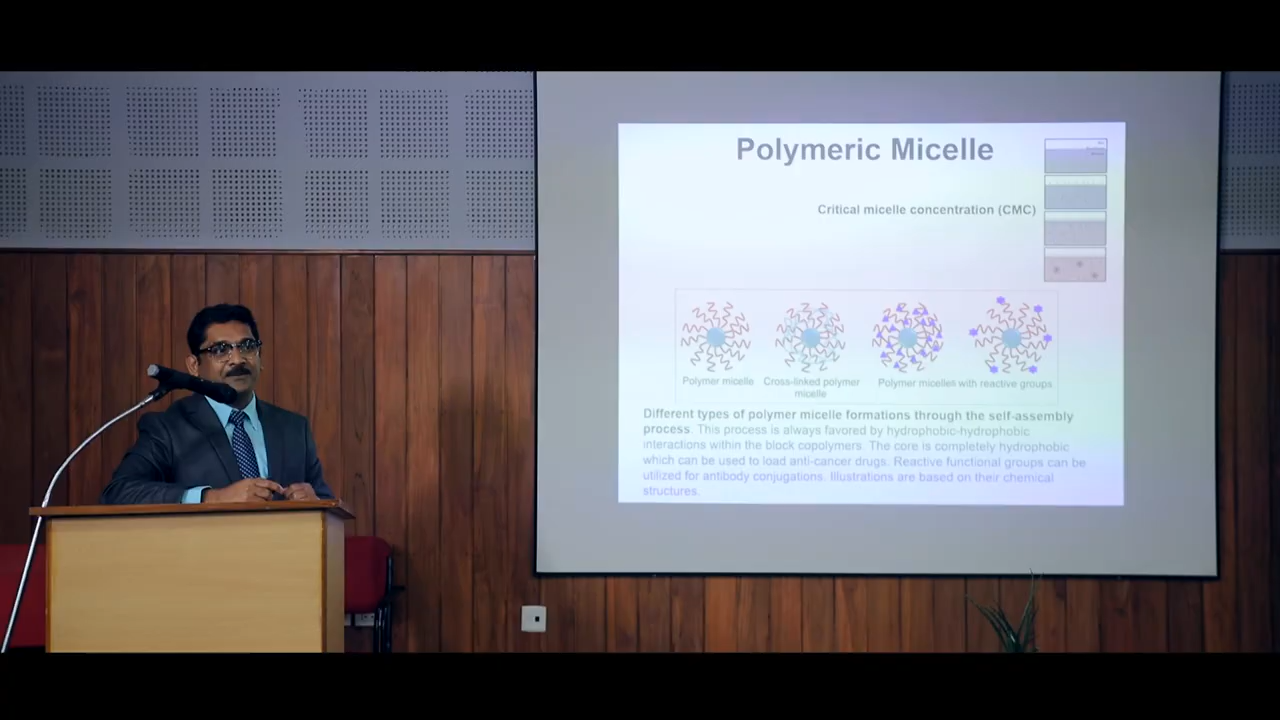 Polymeric Micelle
Critical micelle concentration (CMC)
Polymer micelle
Cross-linked polymer
micelle
Polymer micelles with reactive groups
Different types of polymer micelle formations through the self-assembly
process. This process is always favored by hydrophobic-hydrophobic
interactions within the block copolymers. The core is completely hydrophobic
which can be used to load anti-cancer drugs. Reactive functional groups can be
utilized for antibody conjugations. Illustrations are based on their chemical
structures.